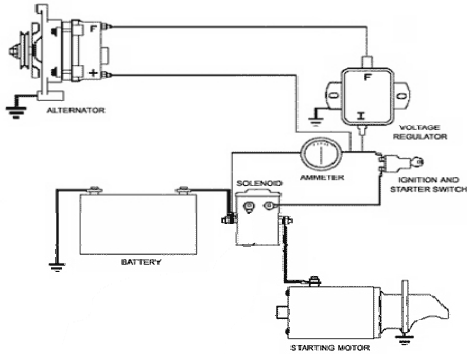 F
+
ALTERNATOR
F
I
VOLTAGE
REGULATOR
AMMETER
IGNITION AND
STARTER SWITCH
SOLENOID
BATTERY
STARTING MOTOR